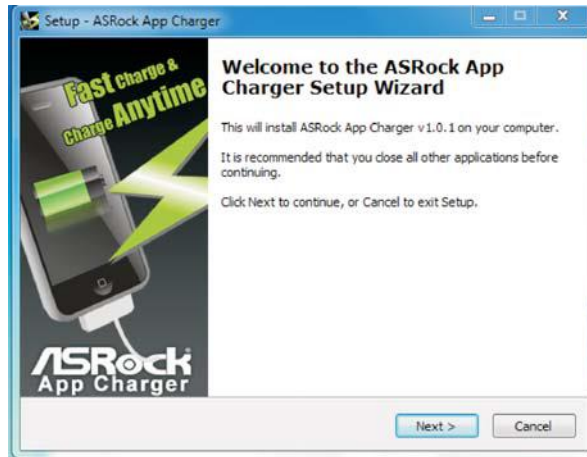 Setup - ASRock App Charger
Fast Charge &
Charge Anytime
ASRock
App Charger
Welcome to the ASRock App
Charger Setup Wizard
This will install ASRock App Charger v1.0.1 on your computer.
It is recommended that you close all other applications before
continuing.
Click Next to continue, or Cancel to exit Setup.
Next >
Cancel